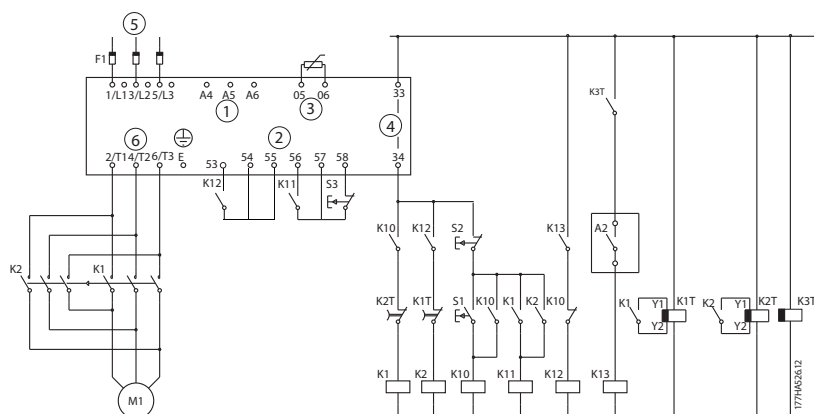 5
F1
1/L1 3/L2 5/L3 A4 A5 A6 05 06 33
1 3 4
6 2
2/T1 4/T2 6/T3 E 53 54 55 56 57 58 34
K12 K11 S3
K3T
K10 K12 S2 K13 A2
K2 K1
K2T K1T S1 K10 K1 K2 K10 K1 Y1 K1T K2 Y1 K2T K3T
Y2 Y2
K1 K2 K10 K11 K12 K13
M1
177HA526.12